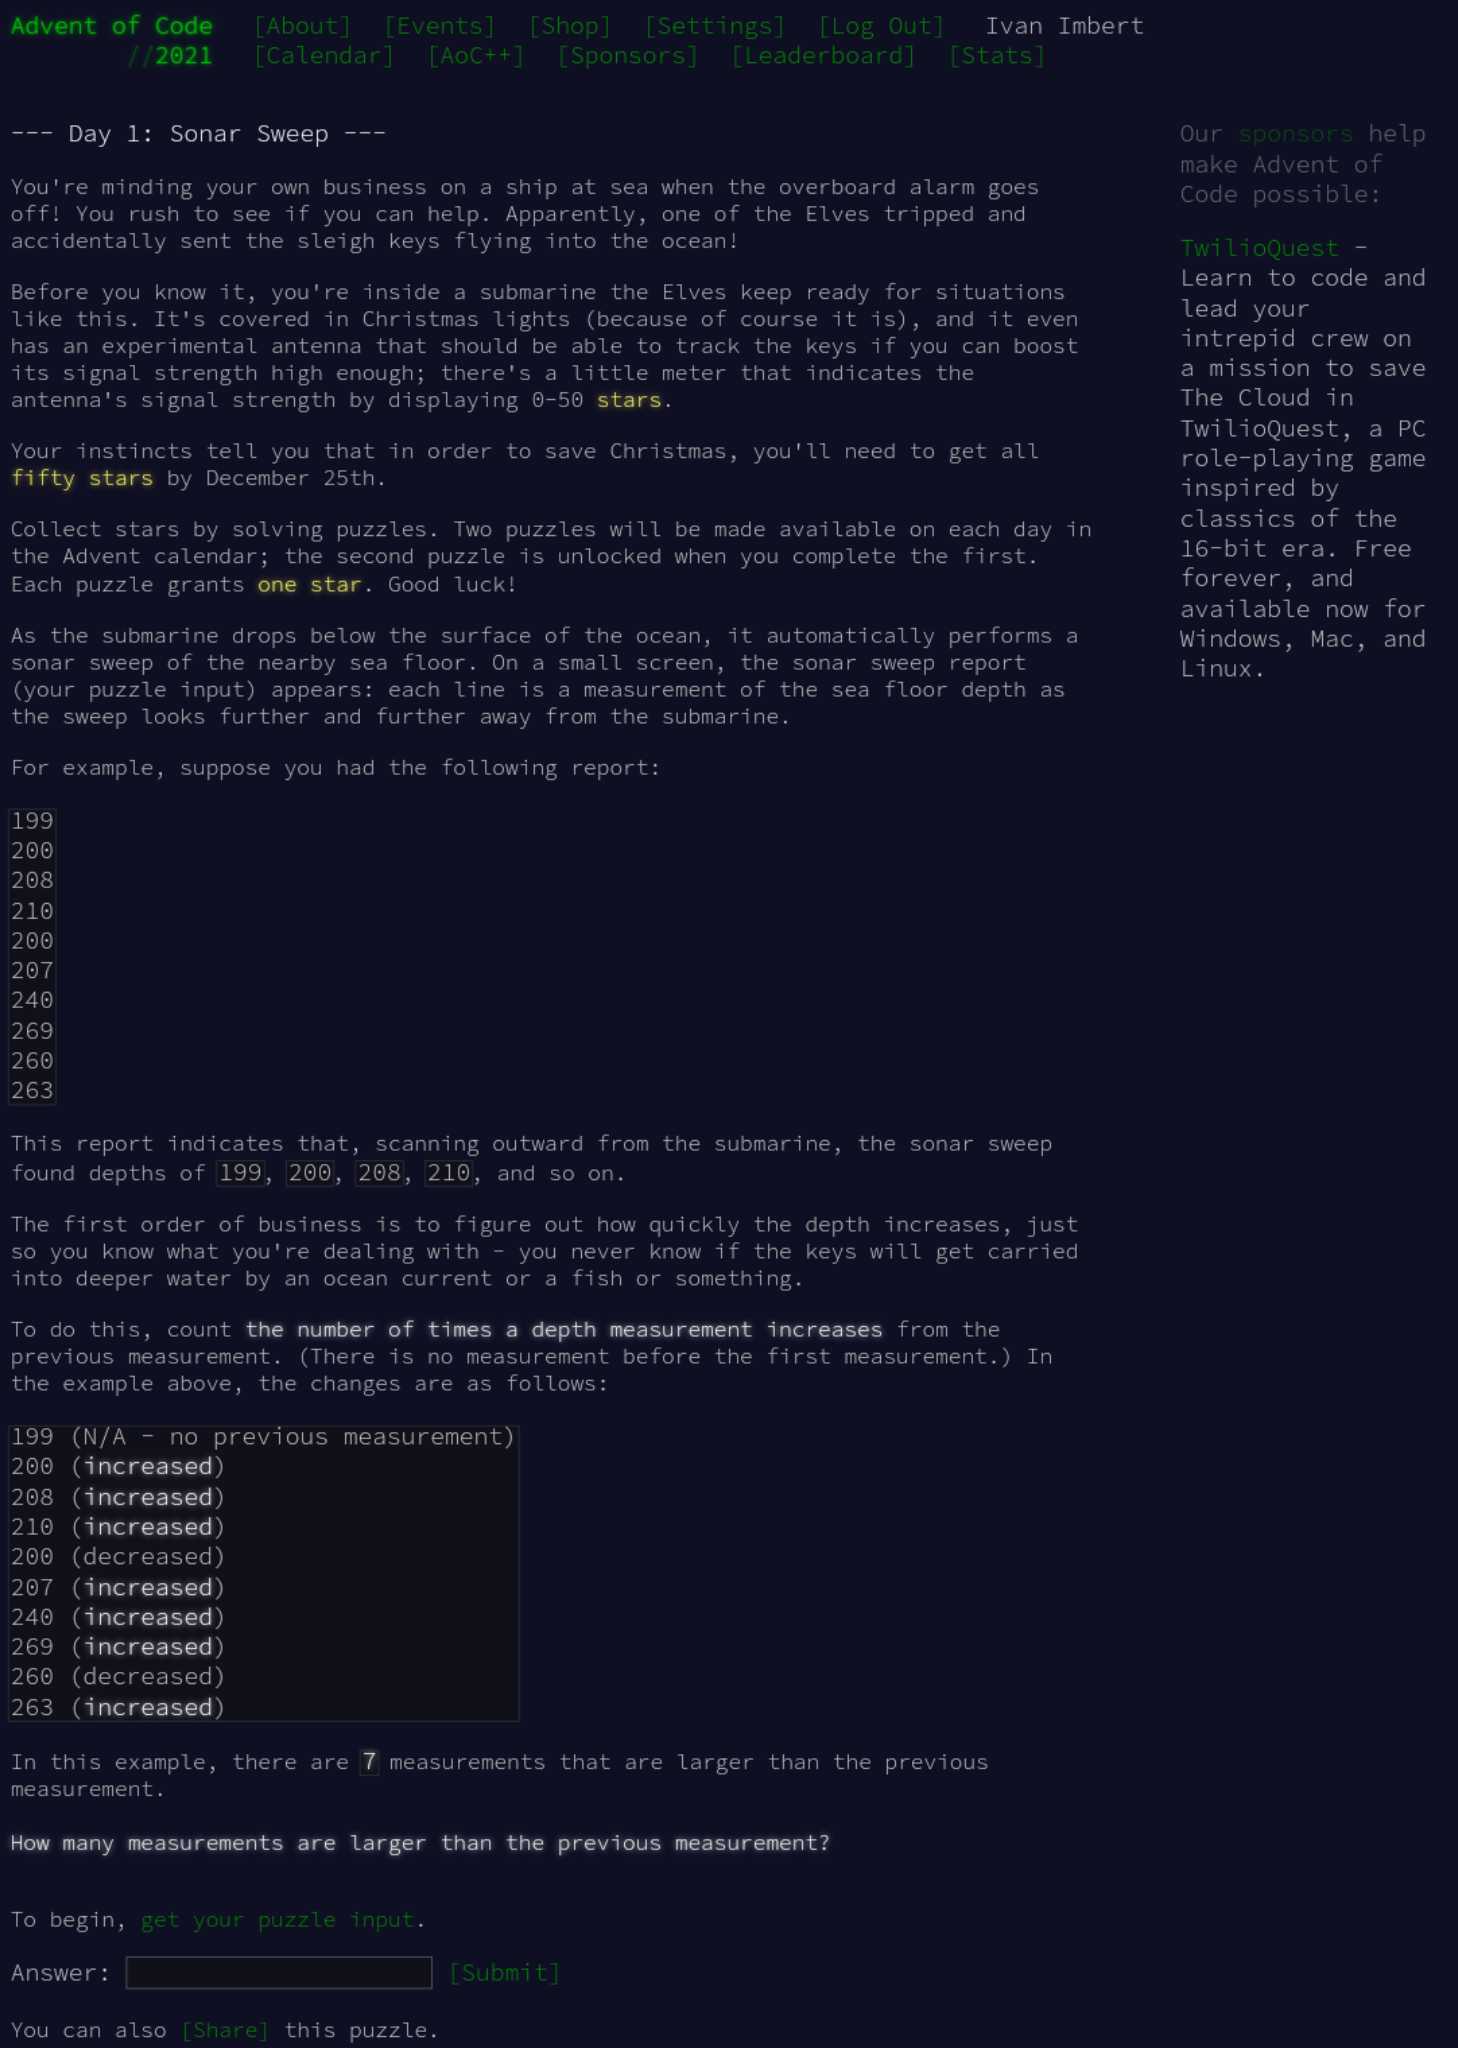 Advent of Code [About] [Events] [Shop] [Settings] [Log Out] Ivan Imbert
//2021 [Calendar] [AoC++] [Sponsors] [Leaderboard] [Stats]
--- Day 1: Sonar Sweep ---
You're minding your own business on a ship at sea when the overboard alarm goes
off! You rush to see if you can help. Apparently, one of the Elves tripped and
accidentally sent the sleigh keys flying into the ocean!
Before you know it, you're inside a submarine the Elves keep ready for situations
like this. It's covered in Christmas lights (because of course it is), and it even
has an experimental antenna that should be able to track the keys if you can boost
its signal strength high enough; there's a little meter that indicates the
antenna's signal strength by displaying 0-50 stars.
Your instincts tell you that in order to save Christmas, you'll need to get all
fifty stars by December 25th.
Collect stars by solving puzzles. Two puzzles will be made available on each day in
the Advent calendar; the second puzzle is unlocked when you complete the first.
Each puzzle grants one star. Good luck!
As the submarine drops below the surface of the ocean, it automatically performs a
sonar sweep of the nearby sea floor. On a small screen, the sonar sweep report
(your puzzle input) appears: each line is a measurement of the sea floor depth as
the sweep looks further and further away from the submarine.
For example, suppose you had the following report:
199
200
208
210
200
207
240
269
260
263
This report indicates that, scanning outward from the submarine, the sonar sweep
found depths of 199, 200, 208, 210, and so on.
The first order of business is to figure out how quickly the depth increases, just
so you know what you're dealing with - you never know if the keys will get carried
into deeper water by an ocean current or a fish or something.
To do this, count the number of times a depth measurement increases from the
previous measurement. (There is no measurement before the first measurement.) In
the example above, the changes are as follows:
199 (N/A - no previous measurement)
200 (increased)
208 (increased)
210 (increased)
200 (decreased)
207 (increased)
240 (increased)
269 (increased)
260 (decreased)
263 (increased)
In this example, there are 7 measurements that are larger than the previous
measurement.
How many measurements are larger than the previous measurement?
To begin, get your puzzle input.
Answer: [Submit]
You can also [Share] this puzzle.
Our sponsors help
make Advent of
Code possible:
TwilioQuest -
Learn to code and
lead your
intrepid crew on
a mission to save
The Cloud in
TwilioQuest, a PC
role-playing game
inspired by
classics of the
16-bit era. Free
forever, and
available now for
Windows, Mac, and
Linux.